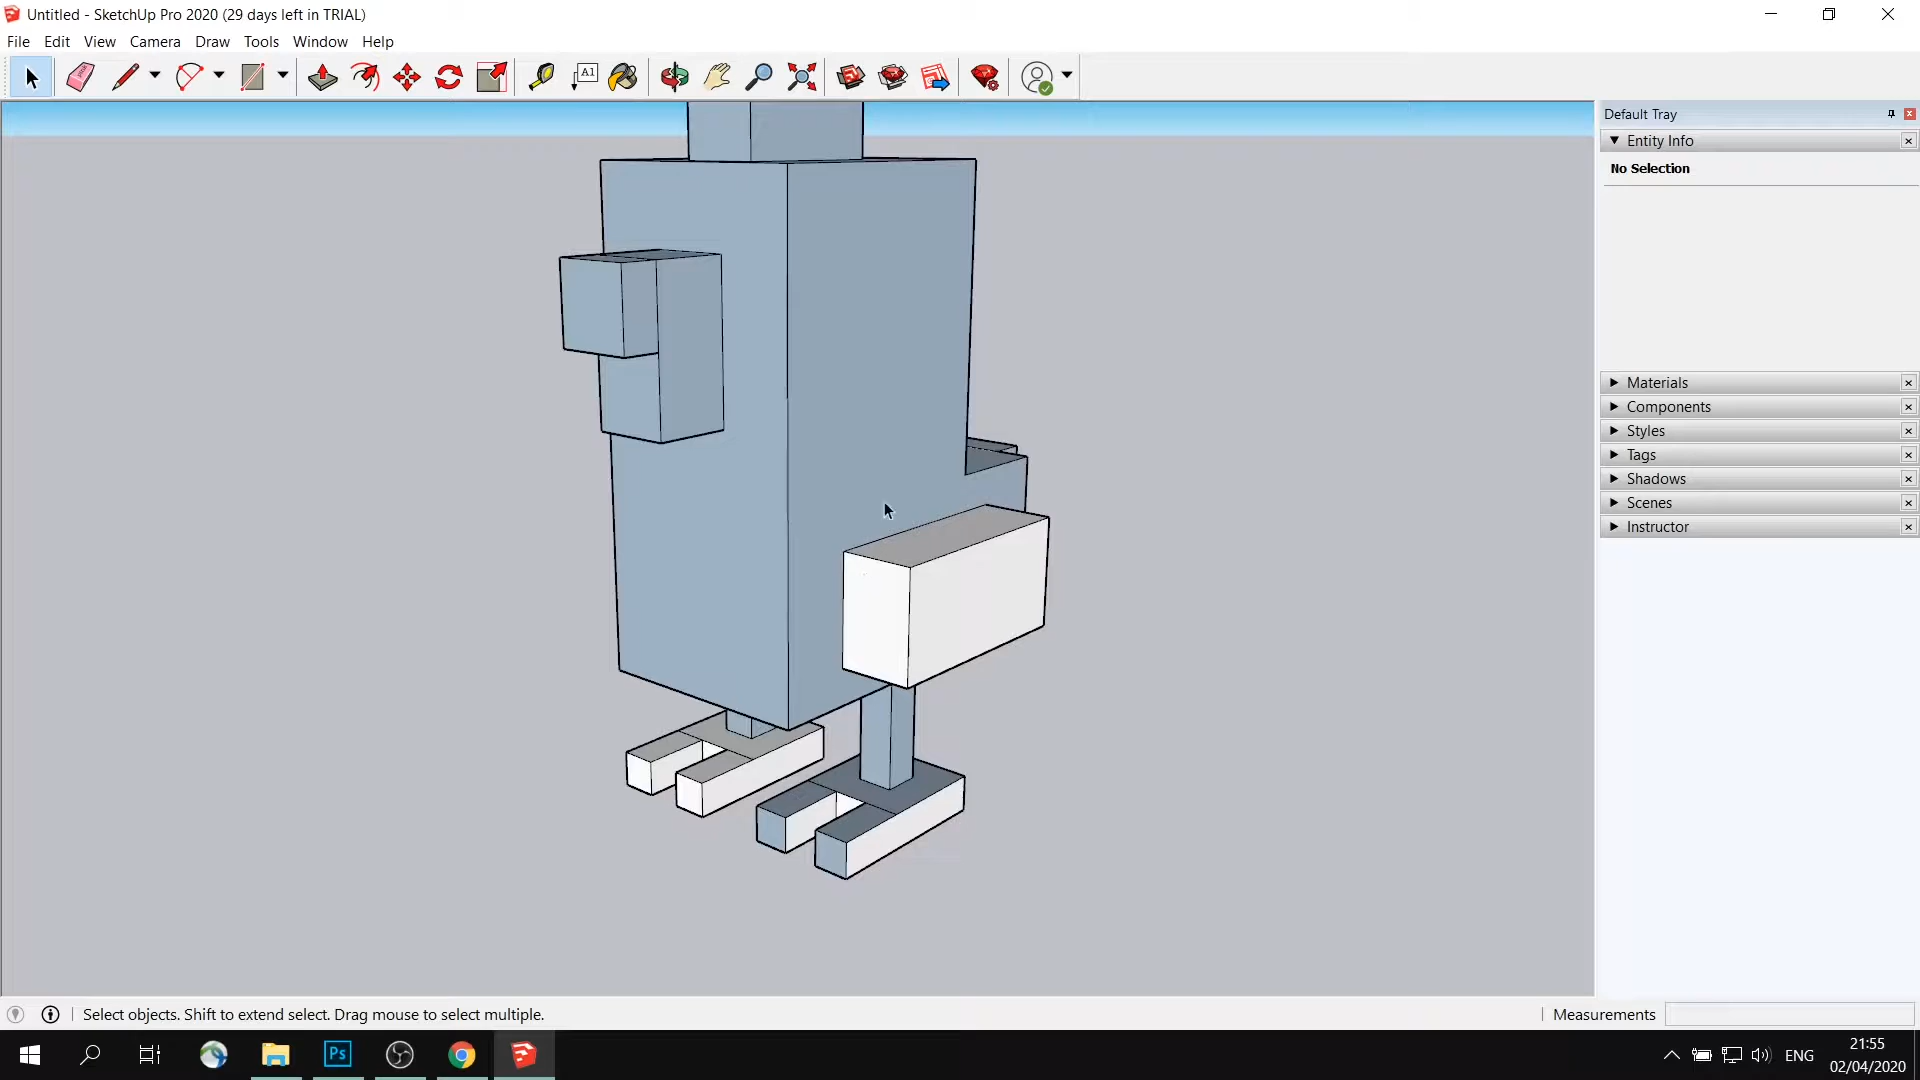 Untitled - SketchUp Pro 2020 (29 days left in TRIAL)
File Edit View Camera Draw Tools Window Help
A1
Default Tray
Entity Info
No Selection
Materials
Components
Styles
Tags
Shadows
Scenes
Instructor
Select objects. Shift to extend select. Drag mouse to select multiple.
Measurements
Ps
ENG
21:55
02/04/2020